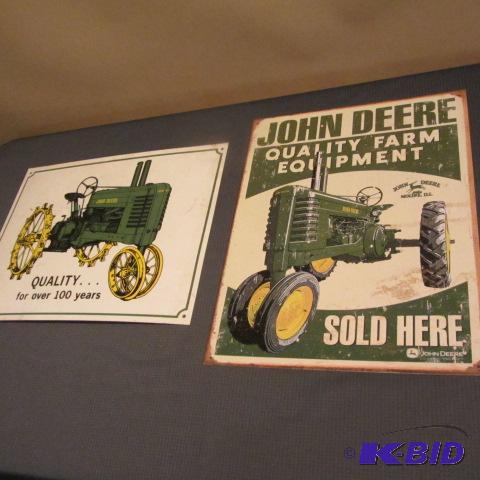 QUALITY...
for over 100 years
JOHN DEERE
QUALITY FARM
EQUIPMENT
JOHN DEERE
MOLINE, ILL.
SOLD HERE
JOHN DEERE
© K-BID